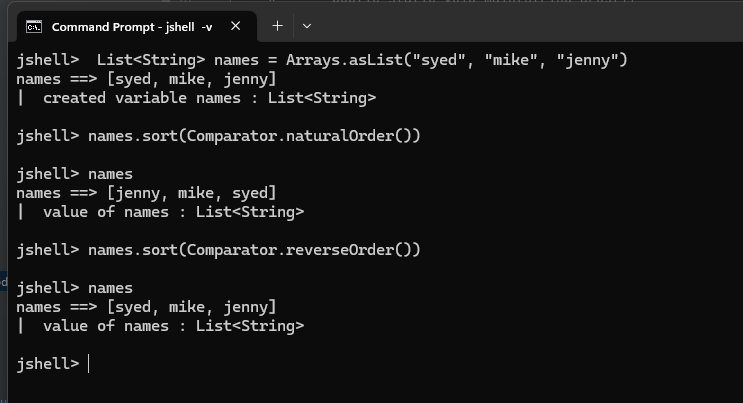 Command Prompt - jshell -v
jshell>  List<String> names = Arrays.asList("syed", "mike", "jenny")
names ==> [syed, mike, jenny]
|  created variable names : List<String>
jshell> names.sort(Comparator.naturalOrder())
jshell> names
names ==> [jenny, mike, syed]
|  value of names : List<String>
jshell> names.sort(Comparator.reverseOrder())
jshell> names
names ==> [syed, mike, jenny]
|  value of names : List<String>
jshell>